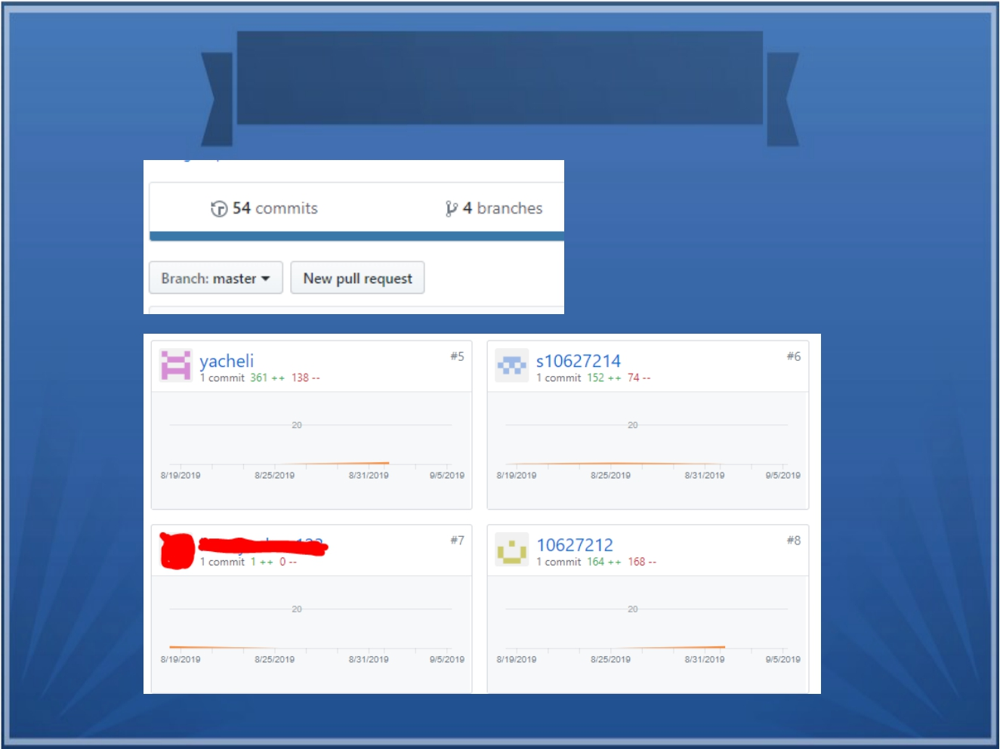 54 commits
4 branches
Branch: master
New pull request
yacheli
#5
1 commit 361 ++ 138 --
20
8/19/2019 8/25/2019 8/31/2019 9/5/2019
s10627214
#6
1 commit 152 ++ 74 --
20
8/19/2019 8/25/2019 8/31/2019 9/5/2019
#7
1 commit 1 ++ 0 --
20
8/19/2019 8/25/2019 8/31/2019 9/5/2019
10627212
#8
1 commit 164 ++ 168 --
20
8/19/2019 8/25/2019 8/31/2019 9/5/2019